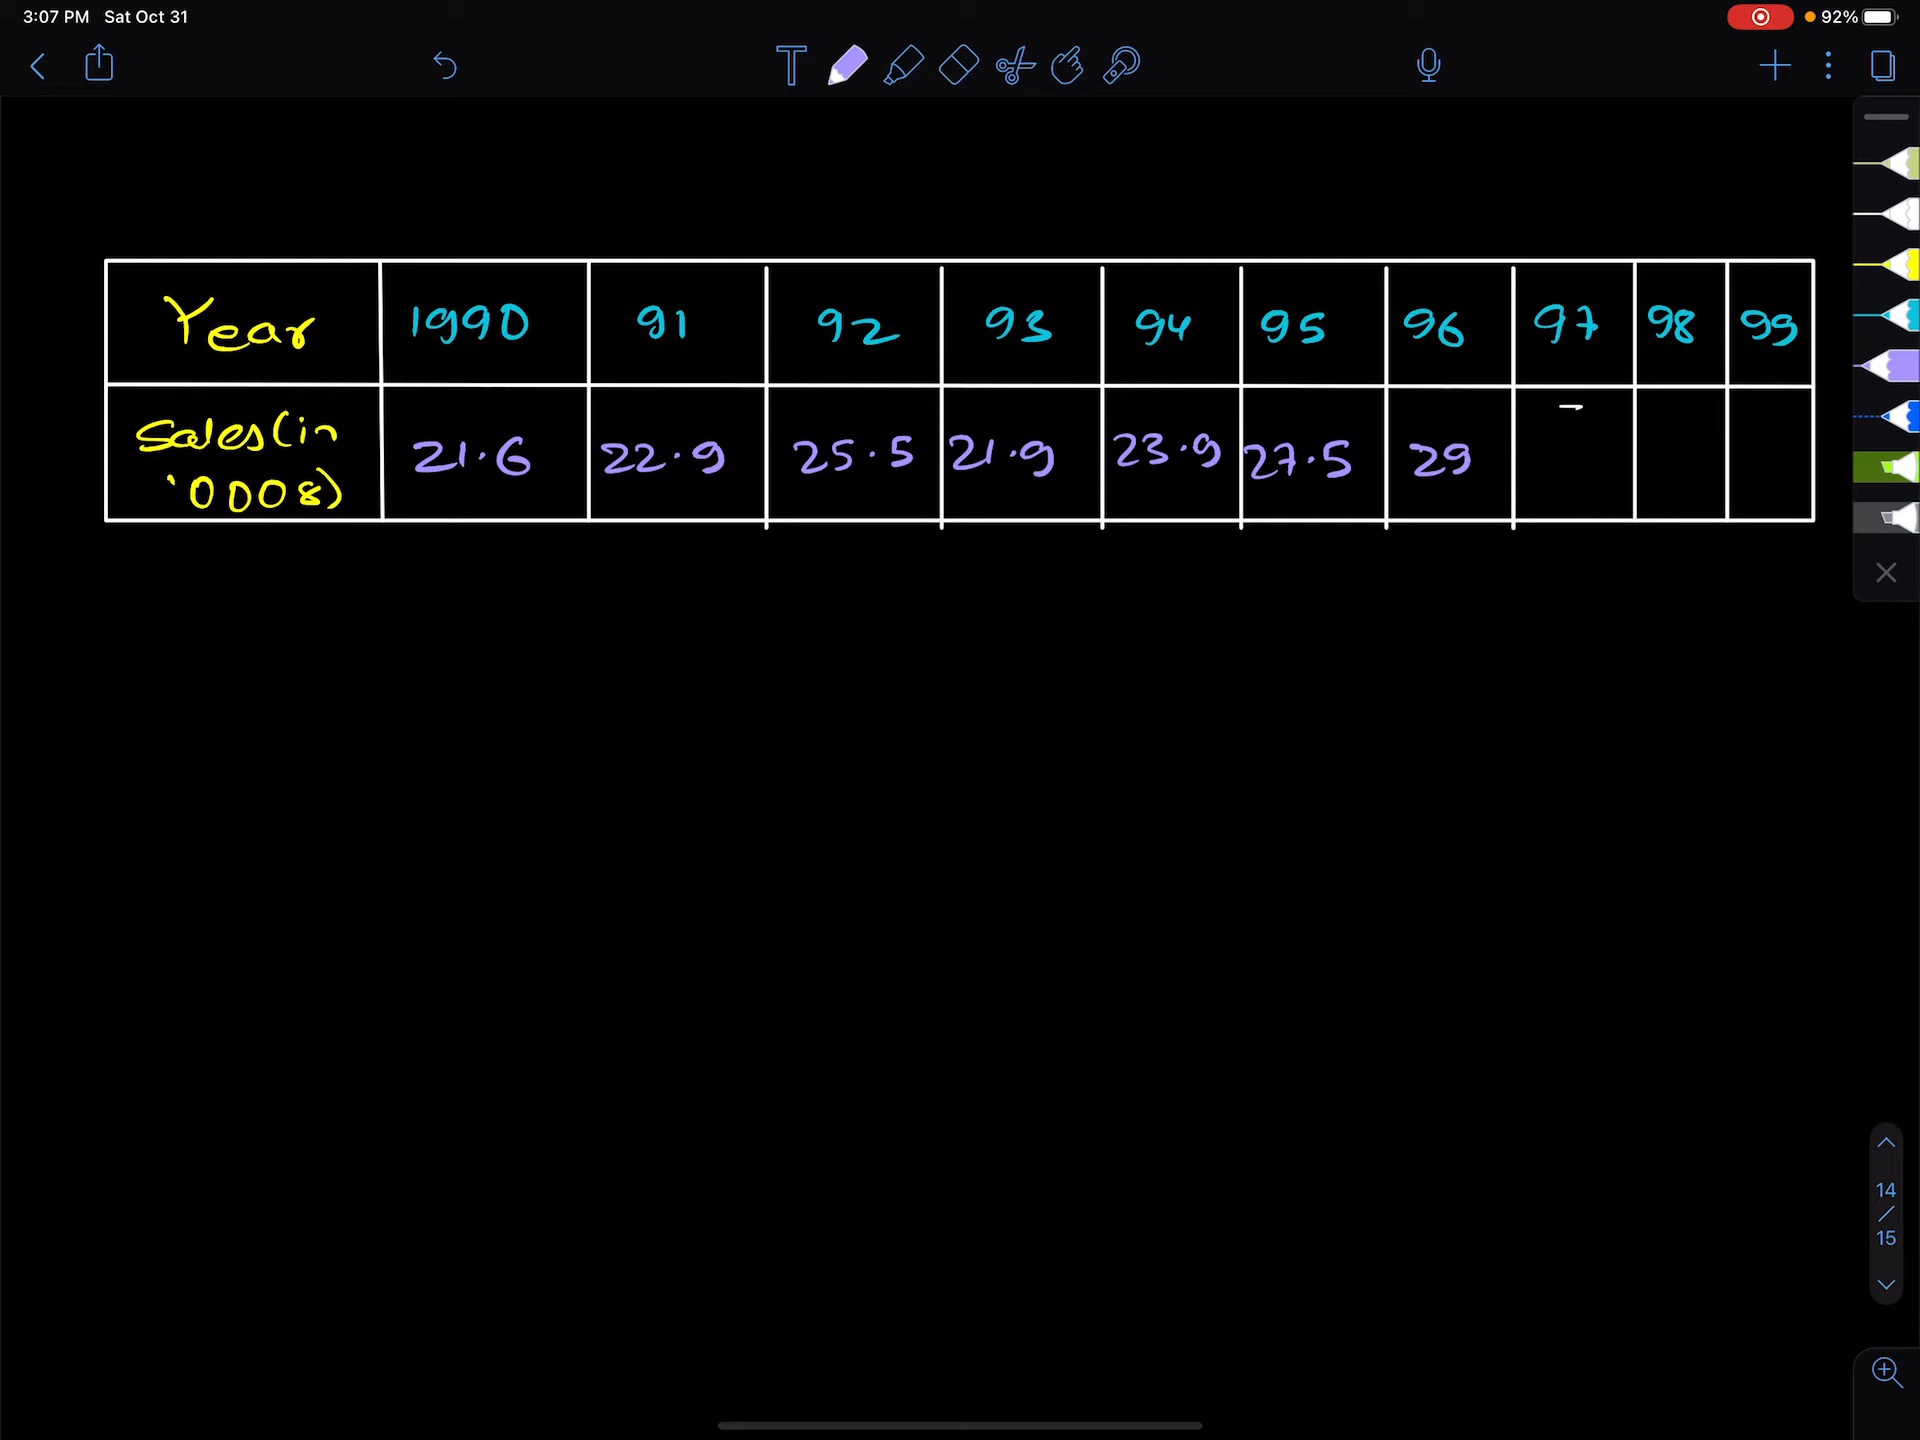 3:07 PM Sat Oct 31
92%
T
Year 1990 91 92 93 94 95 96 97 98 99
Sales(in
'000s) 21.6 22.9 25.5 21.9 23.9 27.5 29
14
/
15